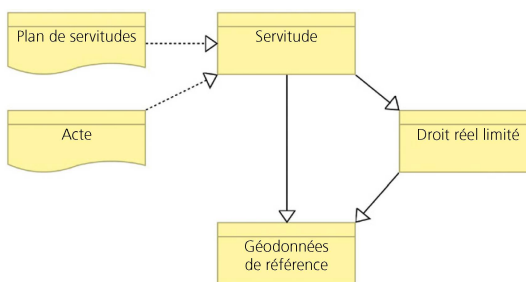 Plan de servitudes
Servitude
Acte
Droit réel limité
Géodonnées
de référence